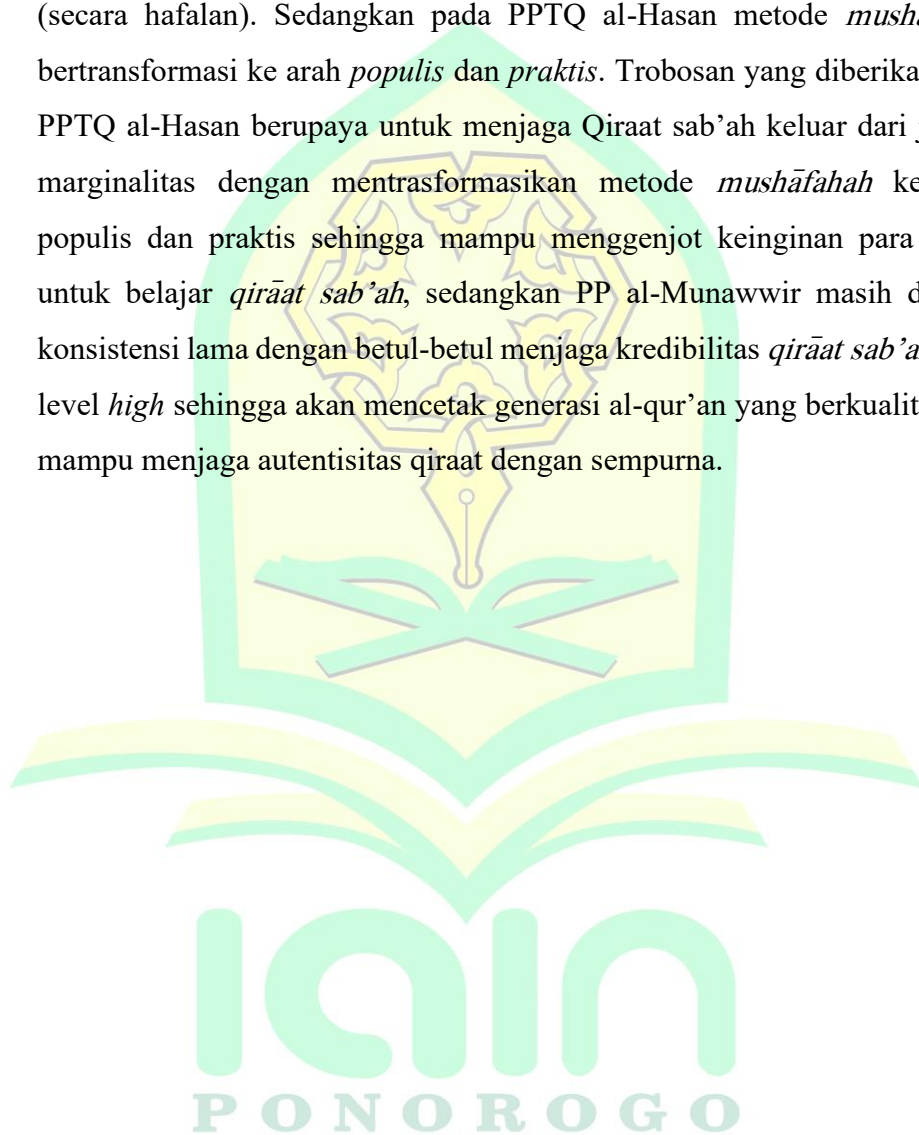 (secara hafalan). Sedangkan pada PPTQ al-Hasan metode
bertransformasi ke arah populis dan praktis. Trobosan yang
PPTQ al-Hasan berupaya untuk menjaga Qiraat sab’ah keluar dari
marginalitas dengan mentrasformasikan metode mushāfahah
populis dan praktis sehingga mampu menggenjot keinginan para
untuk belajar qirāat sab’ah, sedangkan PP al-Munawwir masih
konsistensi lama dengan betul-betul menjaga kredibilitas qirāat
level high sehingga akan mencetak generasi al-qur’an yang
mampu menjaga autentisitas qiraat dengan sempurna.
iain
PONOROGO